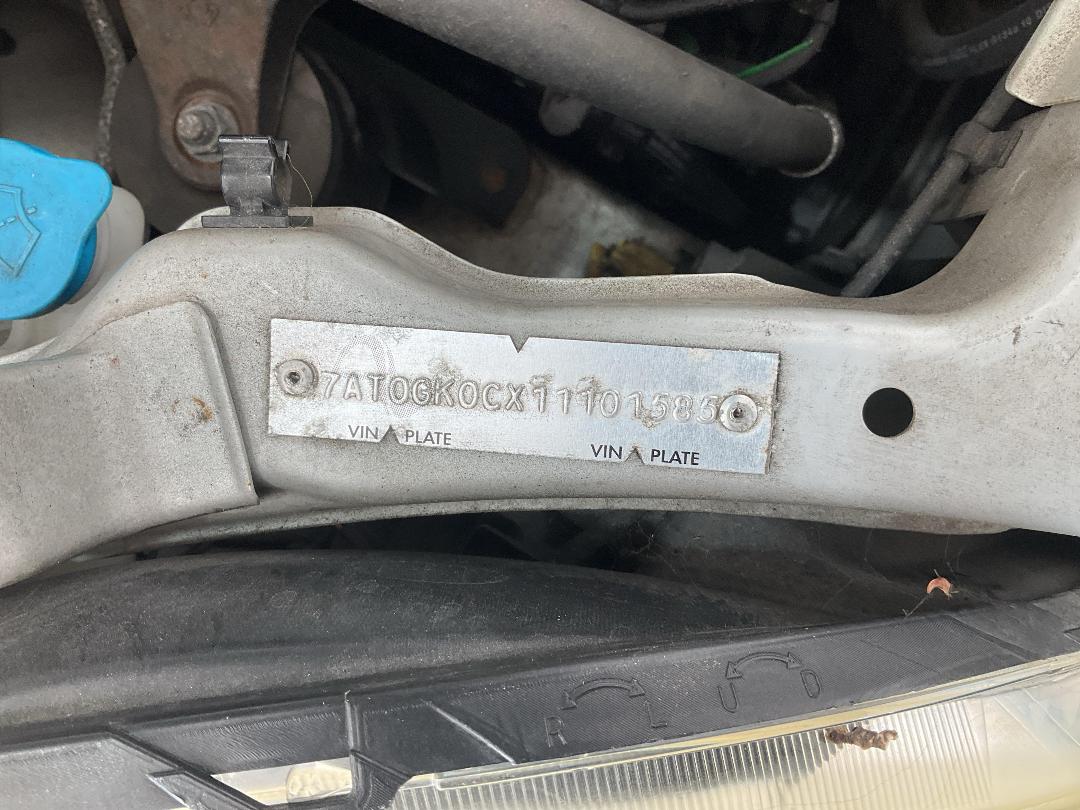 7AT0GK0CX11101585
VIN PLATE
VIN PLATE
R L U D